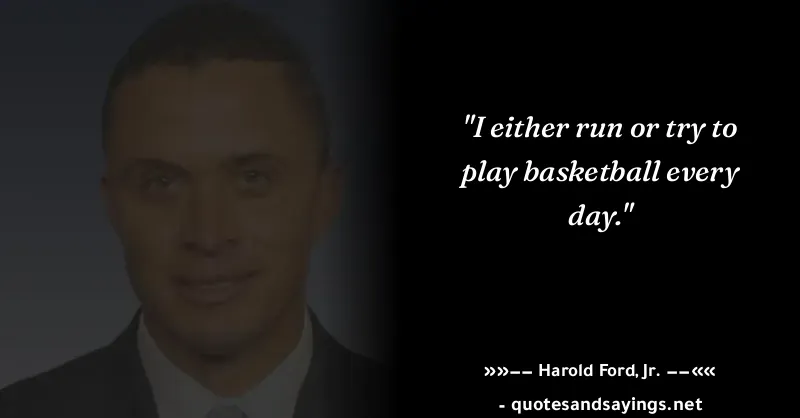 "I either run or try to
play basketball every
day."
»»−− Harold Ford, Jr. −−««
- quotesandsayings.net